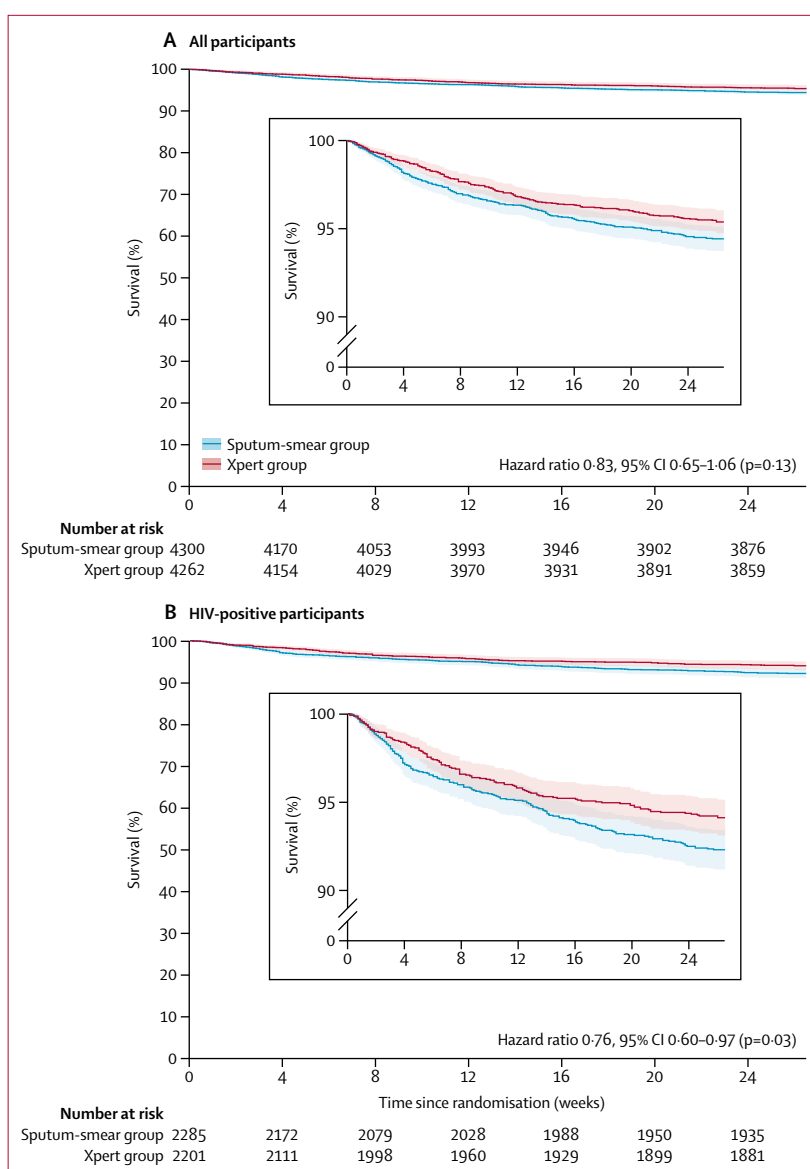 A All participants
100
90
80
70
60
50
40
30
20
10
0
Survival (%)
100
95
90
0
Survival (%)
0 4 8 12 16 20 24
Sputum-smear group
Xpert group
Hazard ratio 0·83, 95% CI 0·65–1·06 (p=0·13)
0 4 8 12 16 20 24
Number at risk
Sputum-smear group 4300 4170 4053 3993 3946 3902 3876
Xpert group 4262 4154 4029 3970 3931 3891 3859
B HIV-positive participants
100
90
80
70
60
50
40
30
20
10
0
Survival (%)
100
95
90
0
Survival (%)
0 4 8 12 16 20 24
Hazard ratio 0·76, 95% CI 0·60–0·97 (p=0·03)
0 4 8 12 16 20 24
Time since randomisation (weeks)
Number at risk
Sputum-smear group 2285 2172 2079 2028 1988 1950 1935
Xpert group 2201 2111 1998 1960 1929 1899 1881